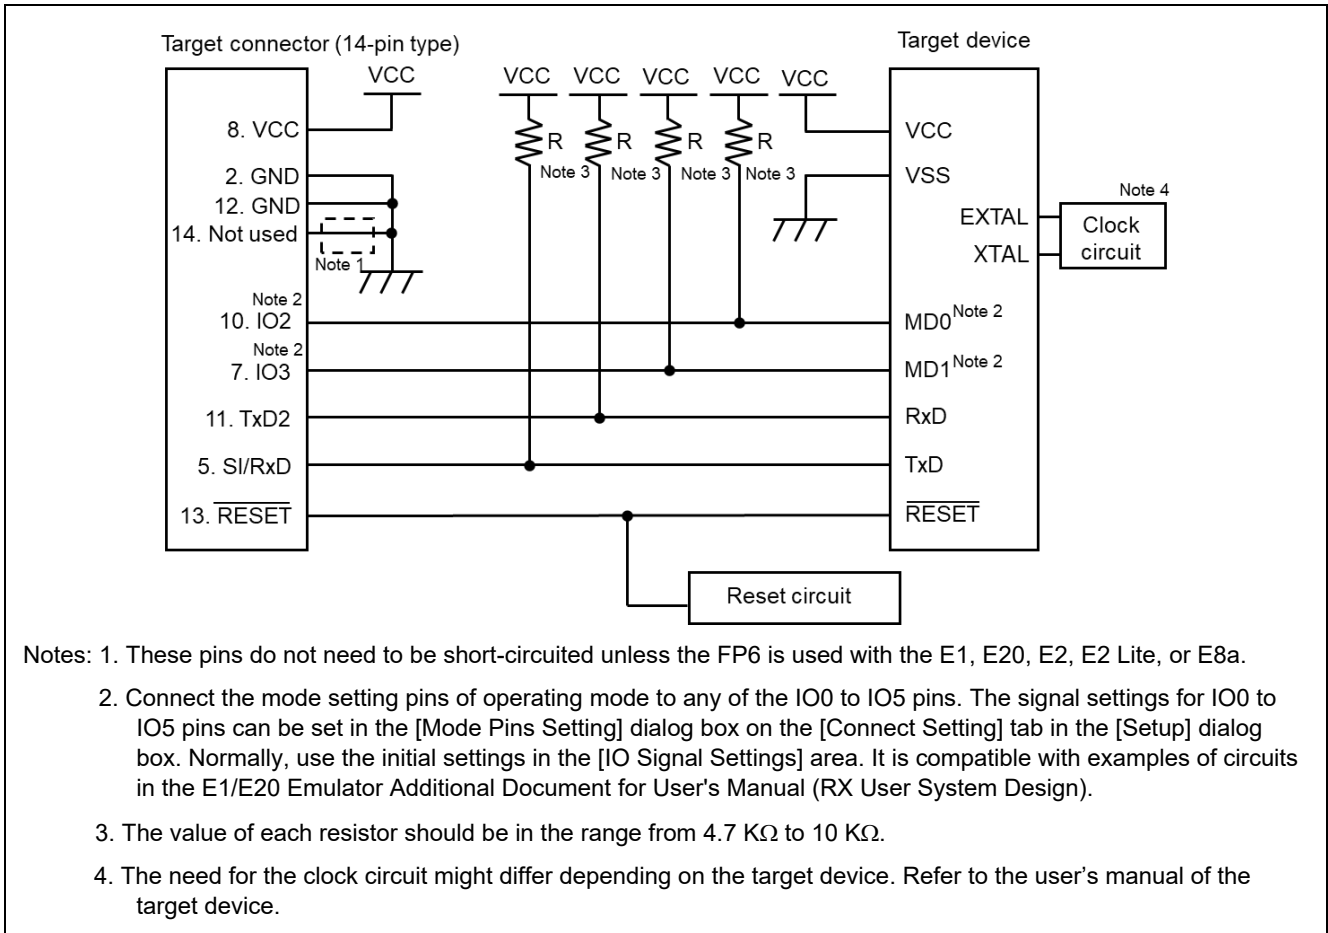 Target connector (14-pin type)
Target device
VCC
VCC
VCC
VCC
VCC
VCC
8. VCC
R
R
R
R
VCC
Note 3
Note 3
Note 3
Note 3
2. GND
VSS
Note 4
12. GND
EXTAL
Clock
circuit
14. Not used
XTAL
Note 1
Note 2
10. IO2
MD0 Note 2
Note 2
7. IO3
MD1 Note 2
11. TxD2
RxD
5. SI/RxD
TxD
13. RESET
RESET
Reset circuit
Notes: 1. These pins do not need to be short-circuited unless the FP6 is used with the E1, E20, E2, E2 Lite, or E8a.
2. Connect the mode setting pins of operating mode to any of the IO0 to IO5 pins. The signal settings for IO0 to
IO5 pins can be set in the [Mode Pins Setting] dialog box on the [Connect Setting] tab in the [Setup] dialog
box. Normally, use the initial settings in the [IO Signal Settings] area. It is compatible with examples of circuits
in the E1/E20 Emulator Additional Document for User's Manual (RX User System Design).
3. The value of each resistor should be in the range from 4.7 KΩ to 10 KΩ.
4. The need for the clock circuit might differ depending on the target device. Refer to the user’s manual of the
target device.